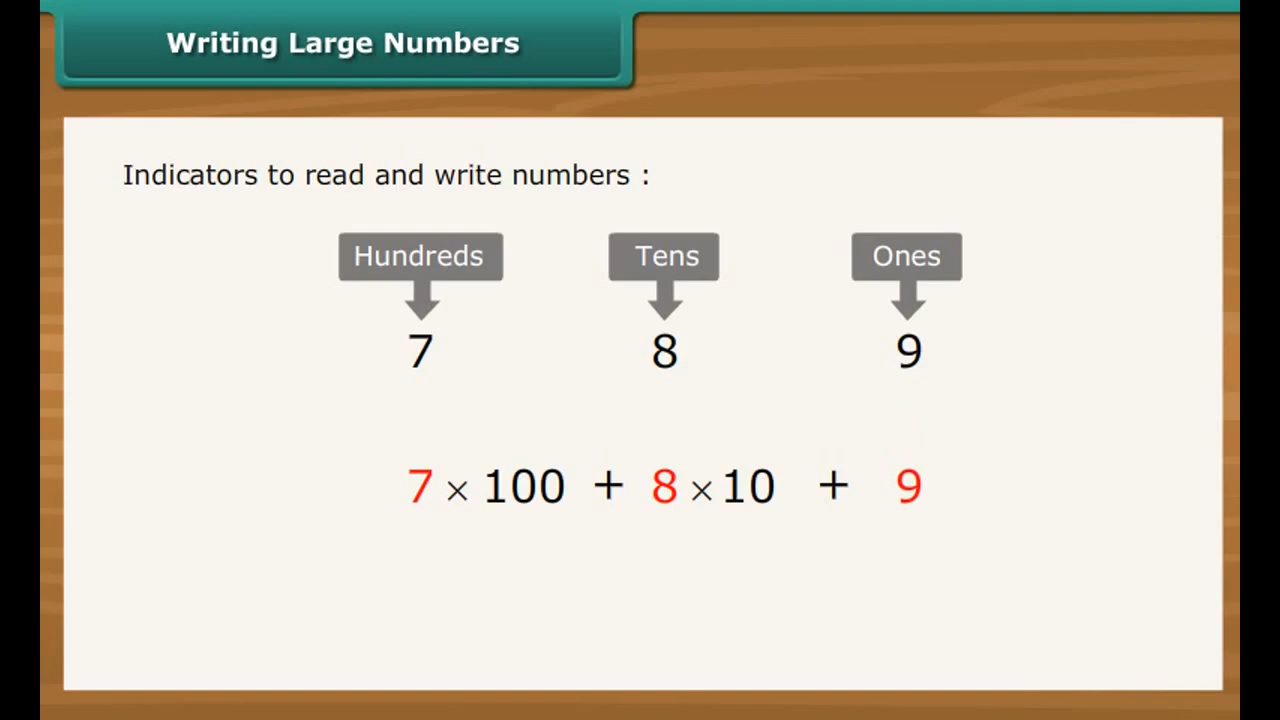 Writing Large Numbers
Indicators to read and write numbers :
Hundreds Tens Ones
7 8 9
7 × 100 + 8 × 10 + 9